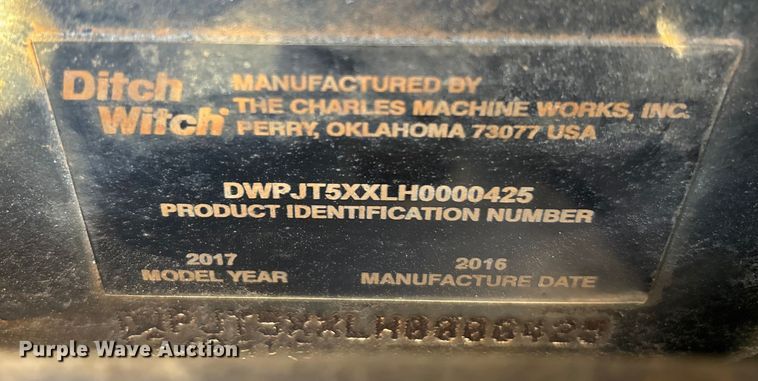 Ditch Witch®
MANUFACTURED BY
THE CHARLES MACHINE WORKS, INC.
PERRY, OKLAHOMA 73077 USA
DWPJT5XXLH0000425
PRODUCT IDENTIFICATION NUMBER
2017
MODEL YEAR
2016
MANUFACTURE DATE
DWPJT5XXLH0000425
Purple Wave Auction